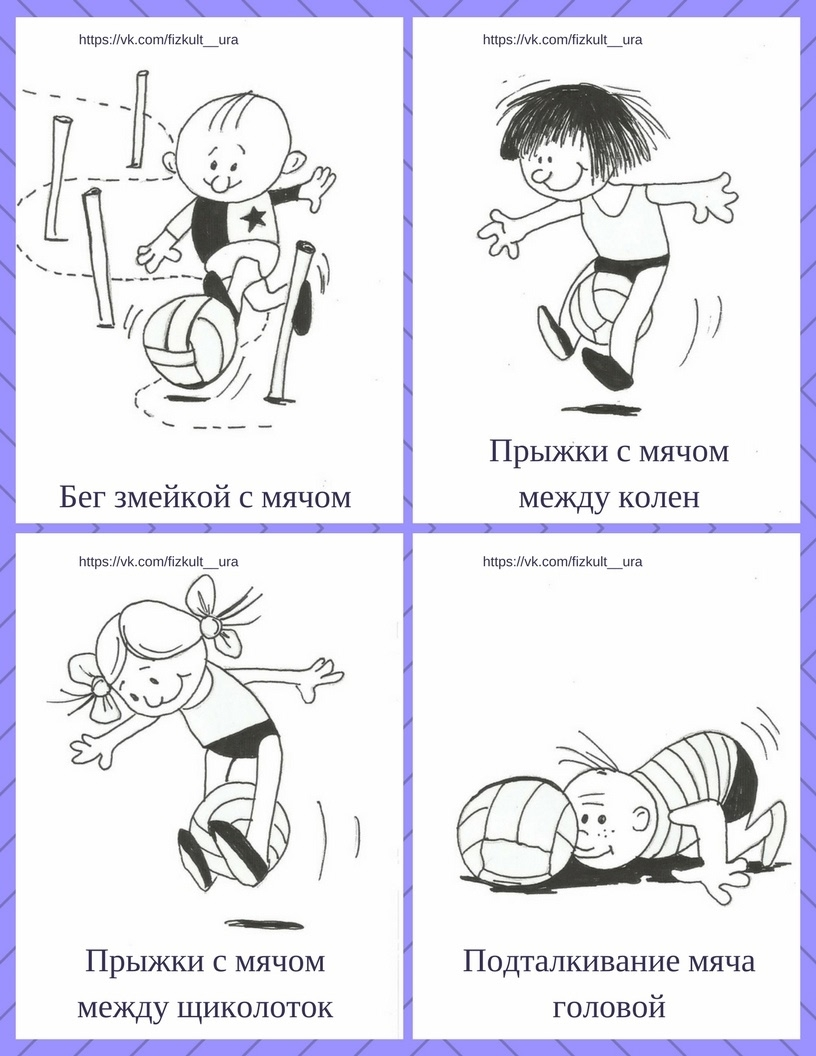 https://vk.com/fizkult__ura
Бег змейкой с мячом
https://vk.com/fizkult__ura
Прыжки с мячом
между колен
https://vk.com/fizkult__ura
Прыжки с мячом
между щиколоток
https://vk.com/fizkult__ura
Подталкивание мяча
головой